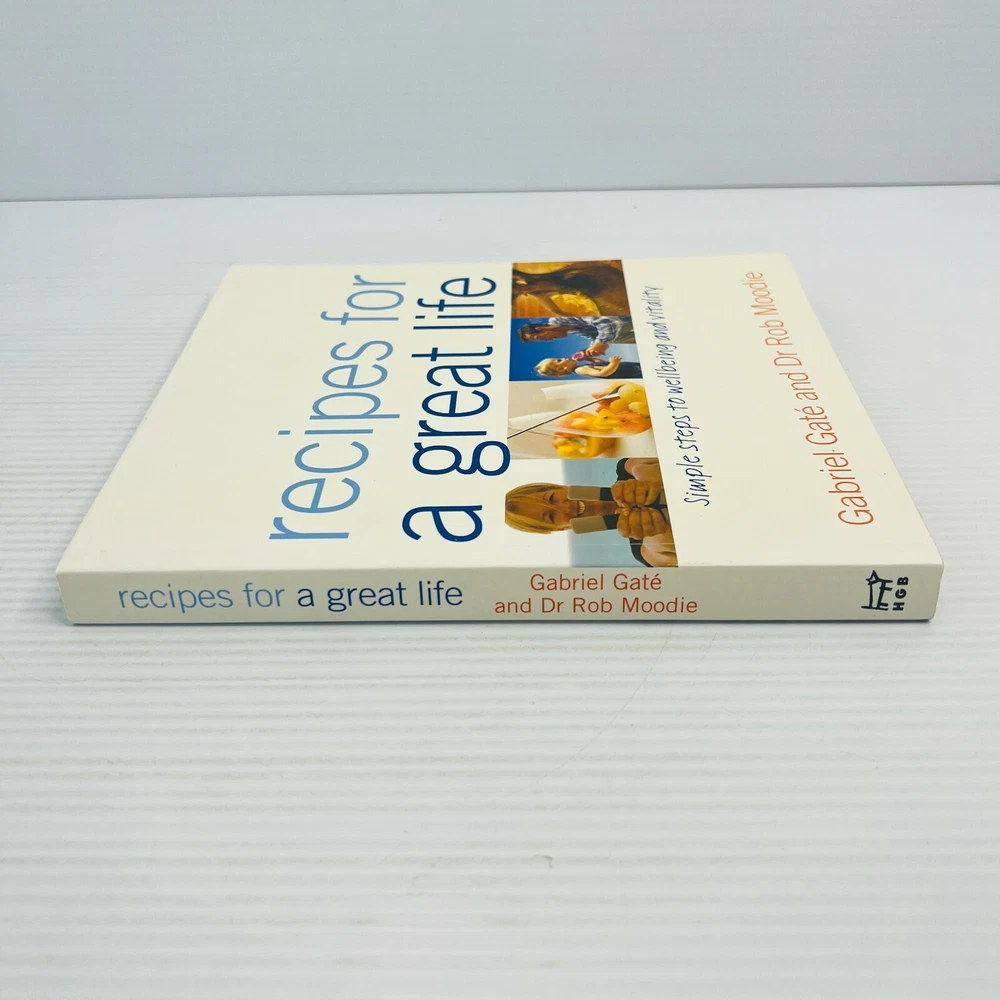 recipes for
a great life
Simple steps to wellbeing and vitality
Gabriel Gaté and Dr Rob Moodie
recipes for a great life
Gabriel Gaté
and Dr Rob Moodie
HGB